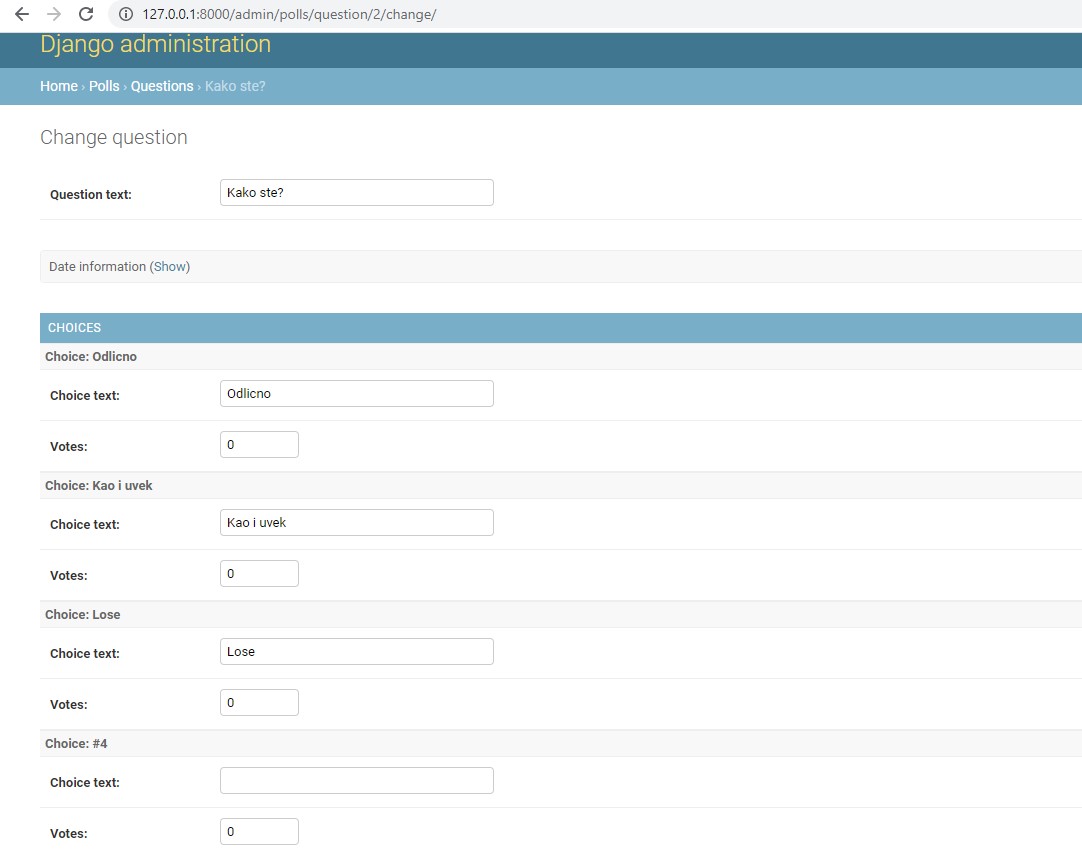 127.0.0.1:8000/admin/polls/question/2/change/
Django administration
Home › Polls › Questions › Kako ste?
Change question
Question text: Kako ste?
Date information (Show)
CHOICES
Choice: Odlicno
Choice text: Odlicno
Votes: 0
Choice: Kao i uvek
Choice text: Kao i uvek
Votes: 0
Choice: Lose
Choice text: Lose
Votes: 0
Choice: #4
Choice text:
Votes: 0